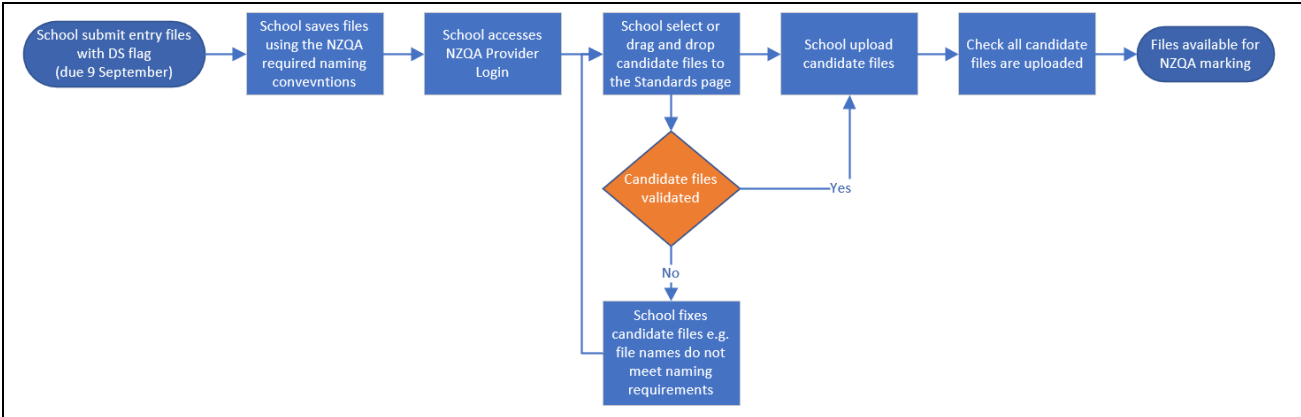 School submit entry files
with DS flag
(due 9 September)
School saves files
using the NZQA
required naming
convevntions
School accesses
NZQA Provider
Login
School select or
drag and drop
candidate files to
the Standards page
School upload
candidate files
Check all candidate
files are uploaded
Files available for
NZQA marking
Candidate files
validated
Yes
No
School fixes
candidate files e.g.
file names do not
meet naming
requirements